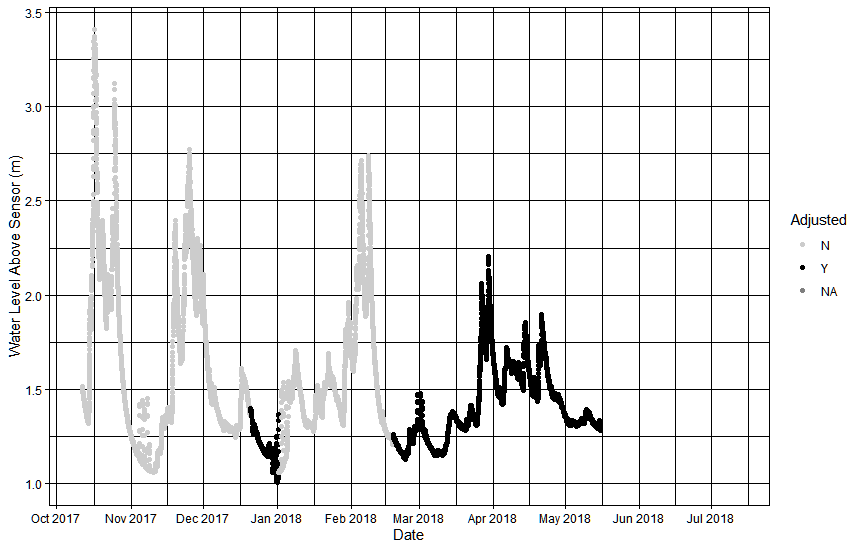 3.5
3.0
2.5
2.0
1.5
1.0
Water Level Above Sensor (m)
Oct 2017 Nov 2017 Dec 2017 Jan 2018 Feb 2018 Mar 2018 Apr 2018 May 2018 Jun 2018 Jul 2018
Date
Adjusted
N
Y
NA